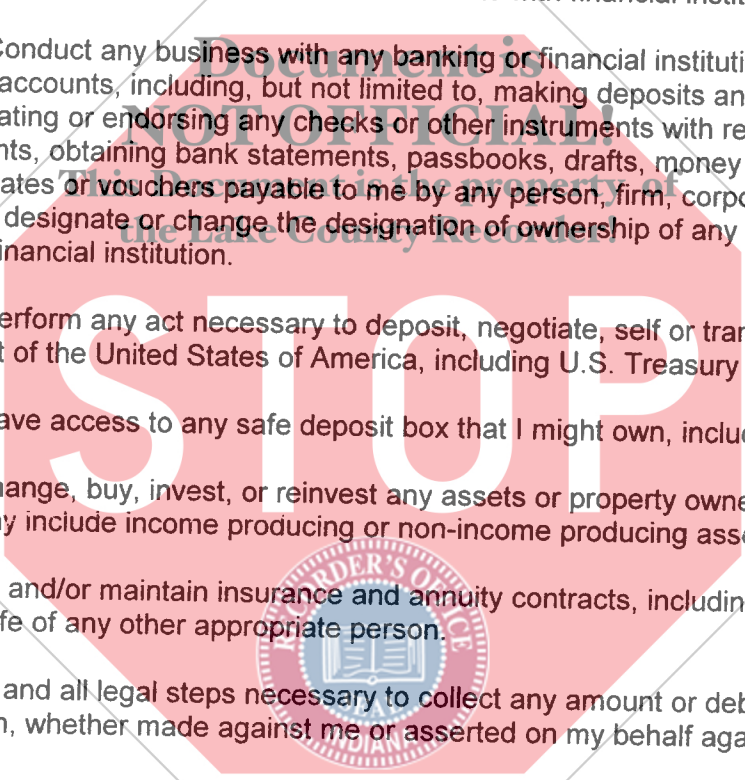 Conduct any business with any banking or financial instituti
Document is
accounts, including, but not limited to, making deposits an
ating or endorsing any checks or other instruments with re
NOT OFFICIAL!
nts, obtaining bank statements, passbooks, drafts, money
ates or vouchers payable to me by any person, firm, corpo
This Document is the property of
designate or change the designation of ownership of any
the Lake County Recorder!
inancial institution.
erform any act necessary to deposit, negotiate, self or tran
t of the United States of America, including U.S. Treasury
STOP
ave access to any safe deposit box that I might own, includ
hange, buy, invest, or reinvest any assets or property owne
y include income producing or non-income producing asse
RECORDER'S OFFICE
and/or maintain insurance and annuity contracts, includin
fe of any other appropriate person.
and all legal steps necessary to collect any amount or deb
n, whether made against me or asserted on my behalf aga
INDIANA